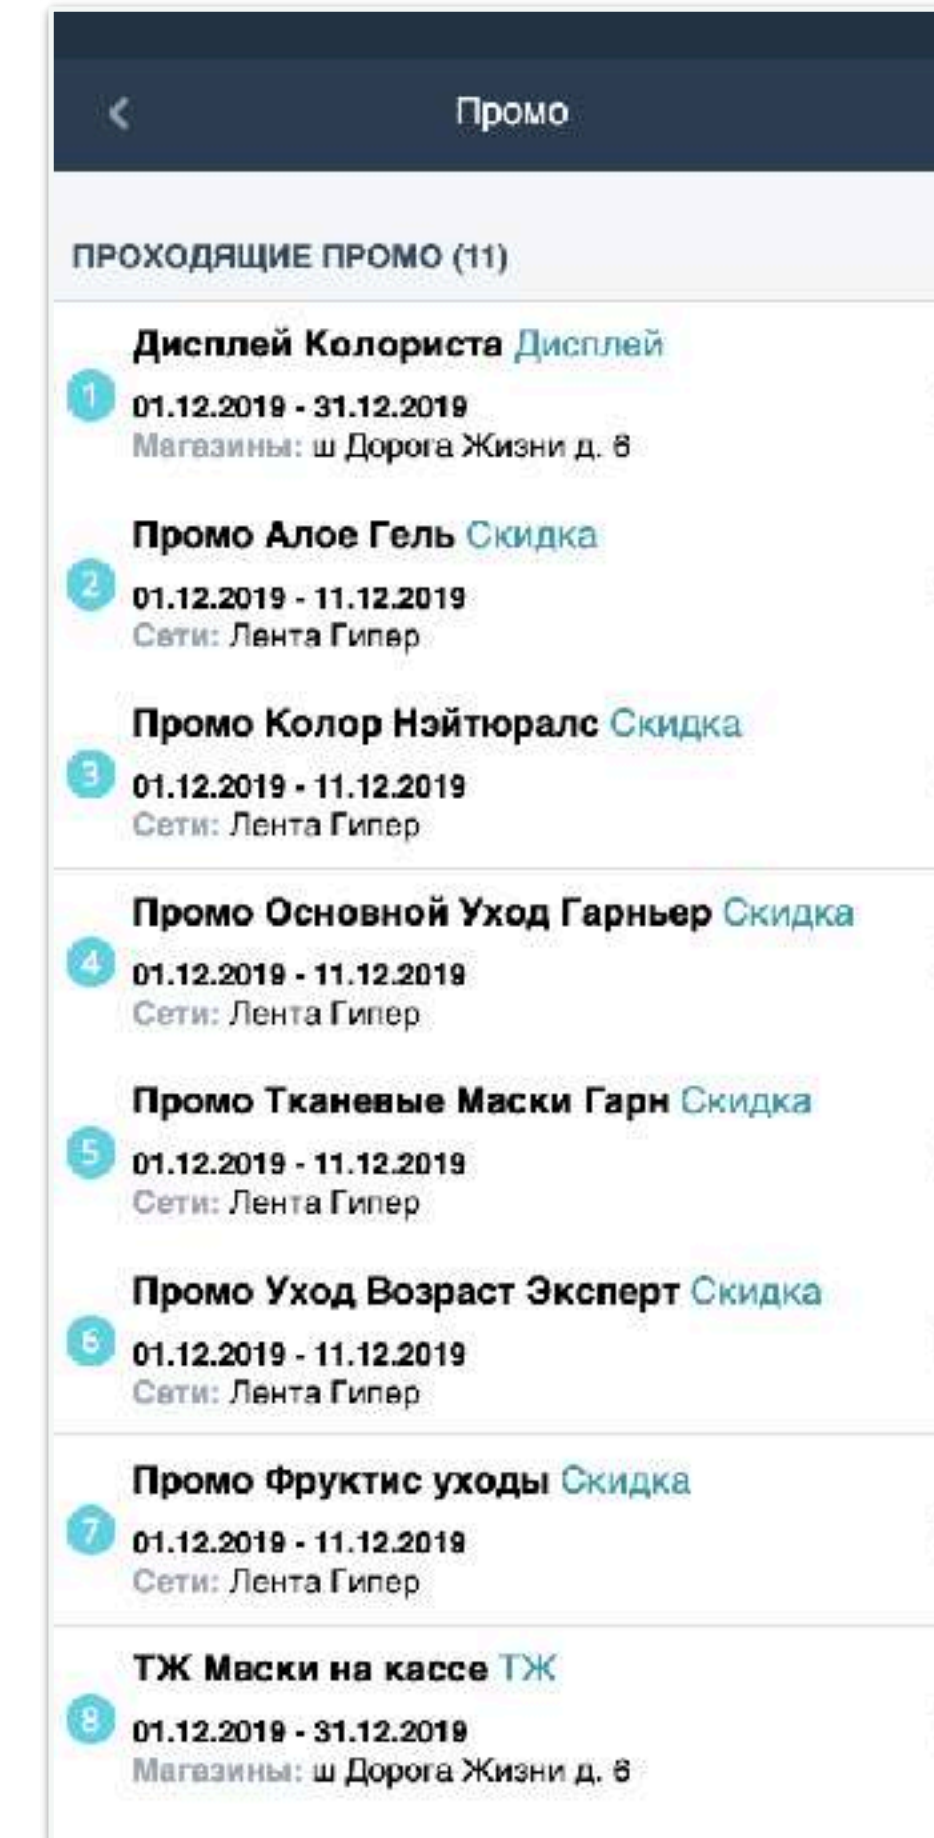 Промо
ПРОХОДЯЩИЕ ПРОМО (11)
Дисплей Колориста Дисплей
1
01.12.2019 - 31.12.2019
Магазины: ш Дорога Жизни д. 6
Промо Алое Гель Скидка
2
01.12.2019 - 11.12.2019
Сети: Лента Гипер
Промо Колор Нэйтюралс Скидка
3
01.12.2019 - 11.12.2019
Сети: Лента Гипер
Промо Основной Уход Гарньер Скидка
4
01.12.2019 - 11.12.2019
Сети: Лента Гипер
Промо Тканевые Маски Гарн Скидка
5
01.12.2019 - 11.12.2019
Сети: Лента Гипер
Промо Уход Возраст Эксперт Скидка
6
01.12.2019 - 11.12.2019
Сети: Лента Гипер
Промо Фруктис уходы Скидка
7
01.12.2019 - 11.12.2019
Сети: Лента Гипер
ТЖ Маски на кассе ТЖ
8
01.12.2019 - 31.12.2019
Магазины: ш Дорога Жизни д. 6